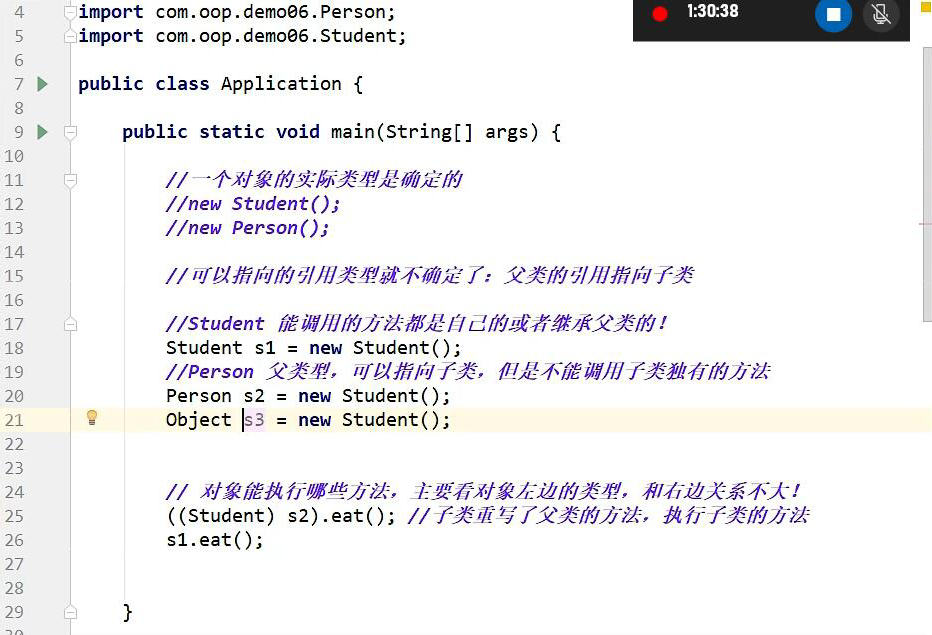 1:30:38
4 import com.oop.demo06.Person;
5 import com.oop.demo06.Student;
6
7 public class Application {
8
9 public static void main(String[] args) {
10
11 //一个对象的实际类型是确定的
12 //new Student();
13 //new Person();
14
15 //可以指向的引用类型就不确定了：父类的引用指向子类
16
17 //Student 能调用的方法都是自己的或者继承父类的！
18 Student s1 = new Student();
19 //Person 父类型，可以指向子类，但是不能调用子类独有的方法
20 Person s2 = new Student();
21 Object s3 = new Student();
22
23
24 // 对象能执行哪些方法，主要看对象左边的类型，和右边关系不大！
25 ((Student) s2).eat(); //子类重写了父类的方法，执行子类的方法
26 s1.eat();
27
28
29 }